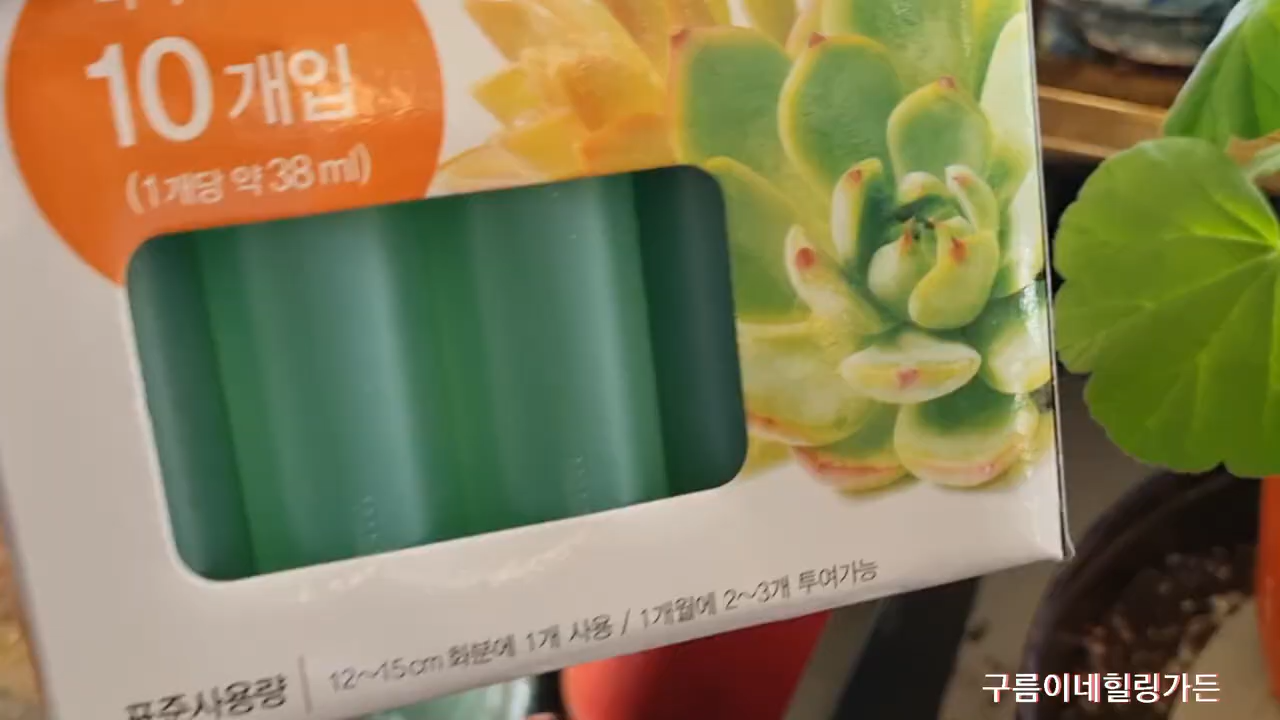 10개입
(1개당 약 38 ml)
표준사용량 12~15cm 화분에 1개 사용 / 1개월에 2~3개 투여가능
구름이네힐링가든